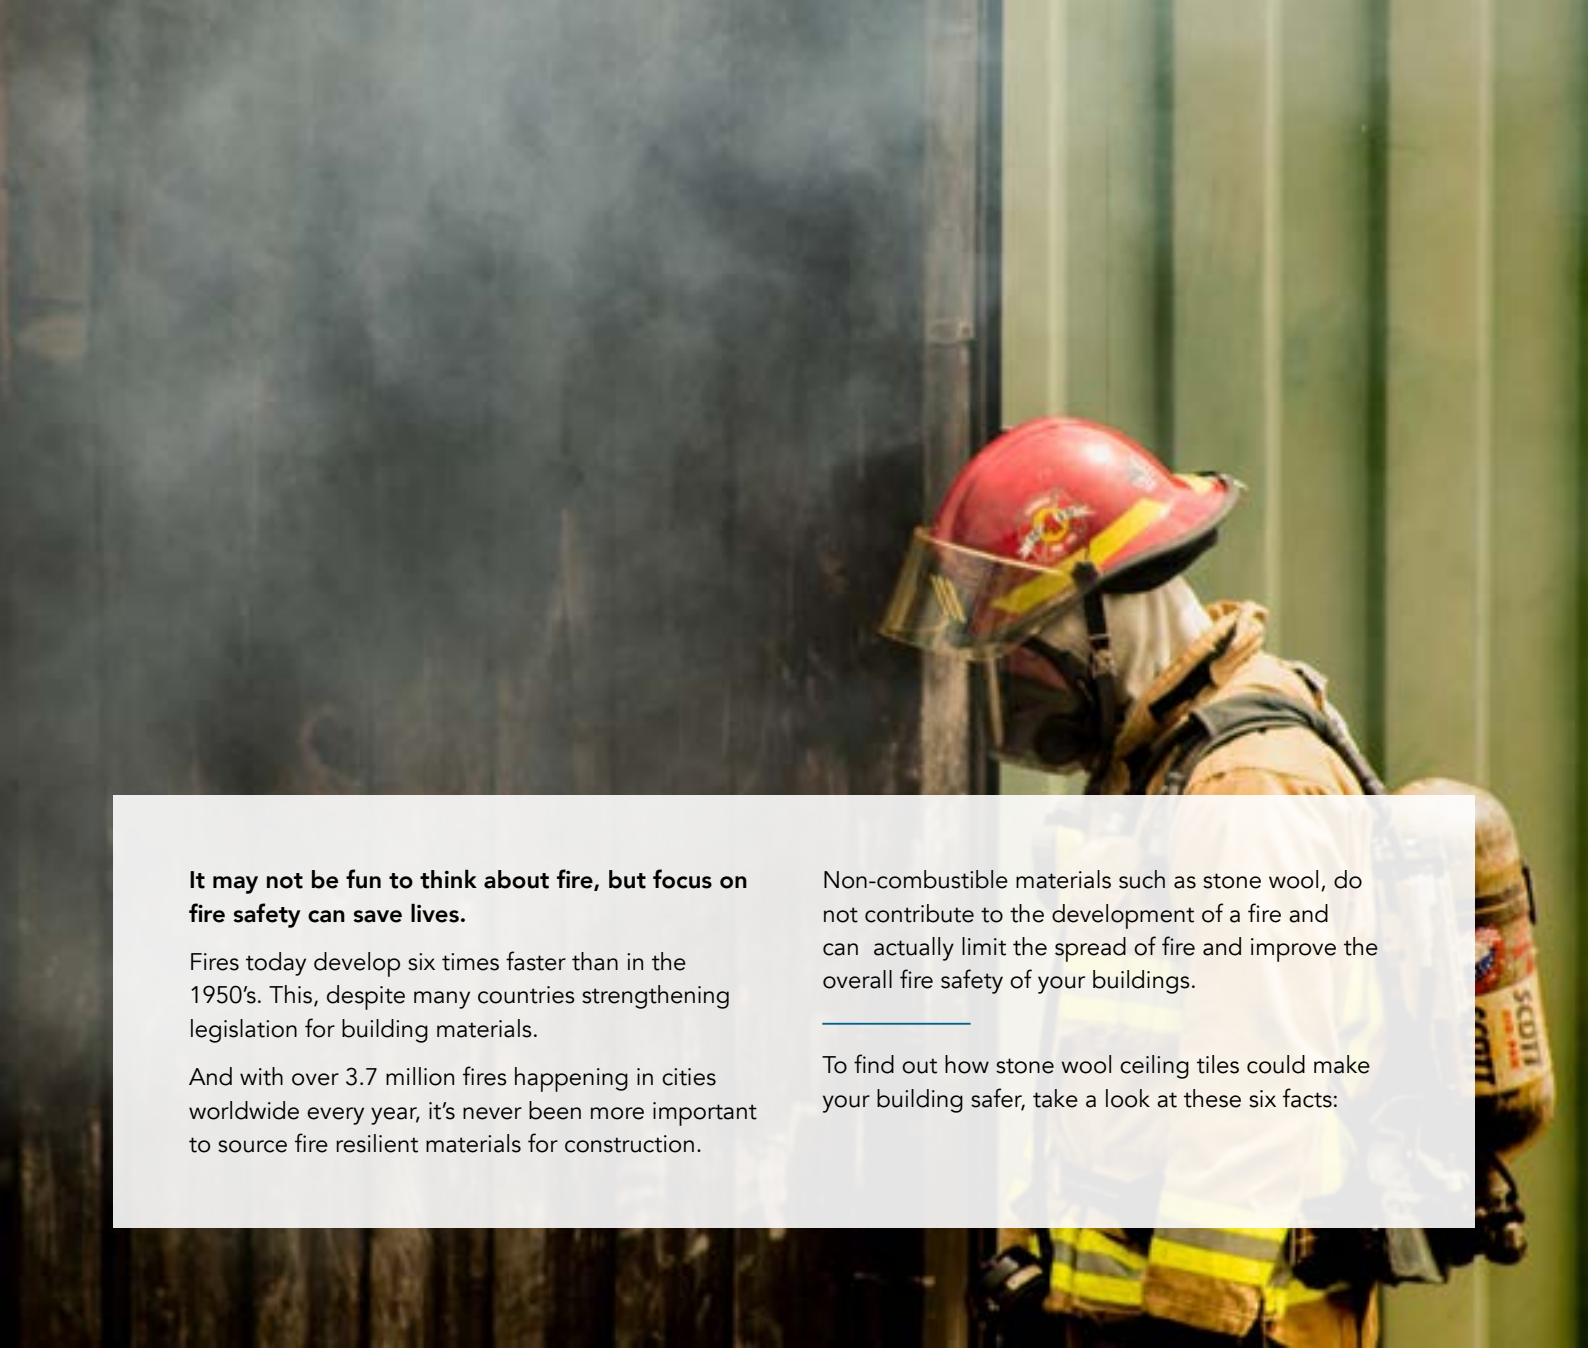 It may not be fun to think about fire, but focus on
fire safety can save lives.
Fires today develop six times faster than in the
1950's. This, despite many countries strengthening
legislation for building materials.
And with over 3.7 million fires happening in cities
worldwide every year, it's never been more important
to source fire resilient materials for construction.
Non-combustible materials such as stone wool, do
not contribute to the development of a fire and
can  actually limit the spread of fire and improve the
overall fire safety of your buildings.
To find out how stone wool ceiling tiles could make
your building safer, take a look at these six facts:
SCOTT
SCOTT